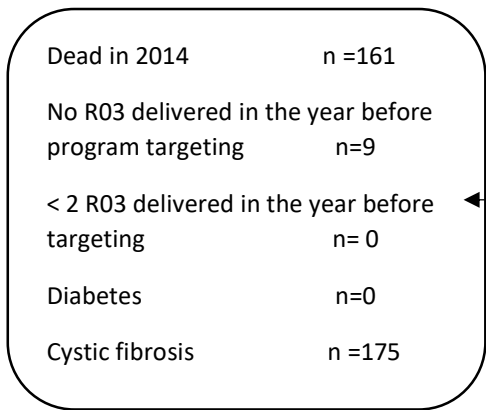 Dead in 2014 n =161
No R03 delivered in the year before
program targeting n=9
< 2 R03 delivered in the year before
targeting n= 0
Diabetes n=0
Cystic fibrosis n =175